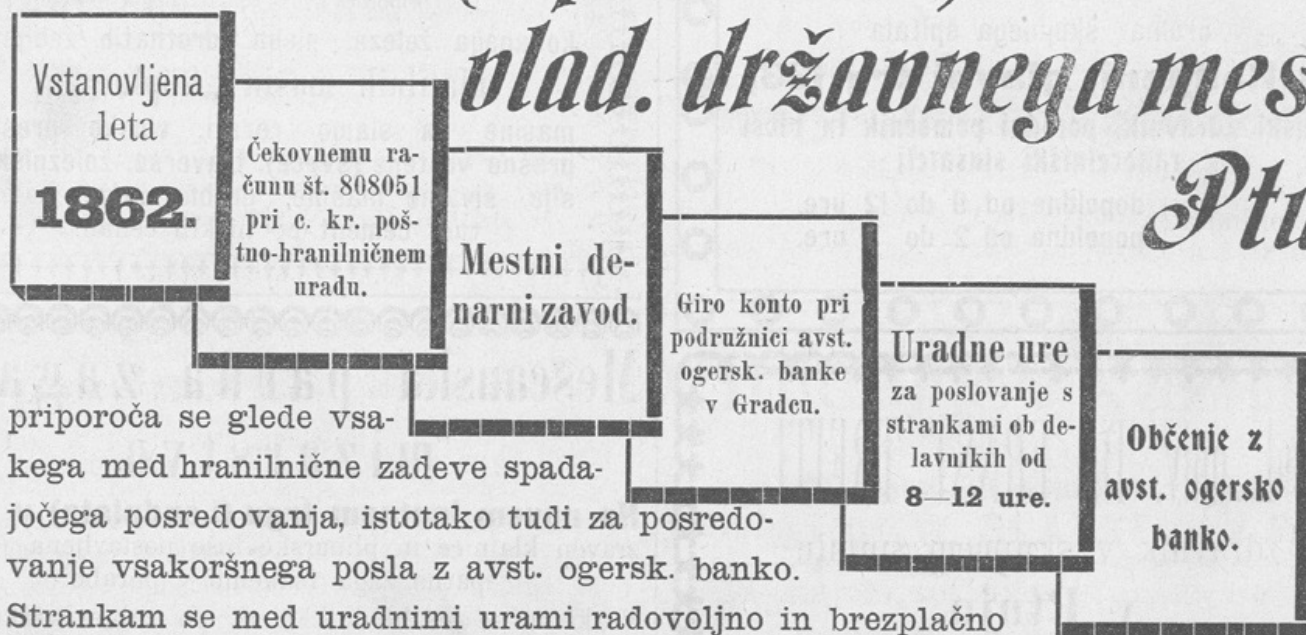 vlad. državnega mes
Ptu
Vstanovljena
leta
1862.
Čekovnemu ra-
čunu št. 808051
pri c. kr. poš-
tno-hranilničnem
uradu.
Mestni de-
narni zavod.
Giro konto pri
podružnici avst.
ogersk. banke
v Gradcu.
Uradne ure
za poslovanje s
strankami ob de-
lavnikih od
8—12 ure.
Občenje z
avst. ogersko
banko.
priporoča se glede vsa-
kega med hranilnične zadeve spada-
jočega posredovanja, istotako tudi za posredo-
vanje vsakoršnega posla z avst. ogersk. banko.
Strankam se med uradnimi urami radovoljno in brezplačno